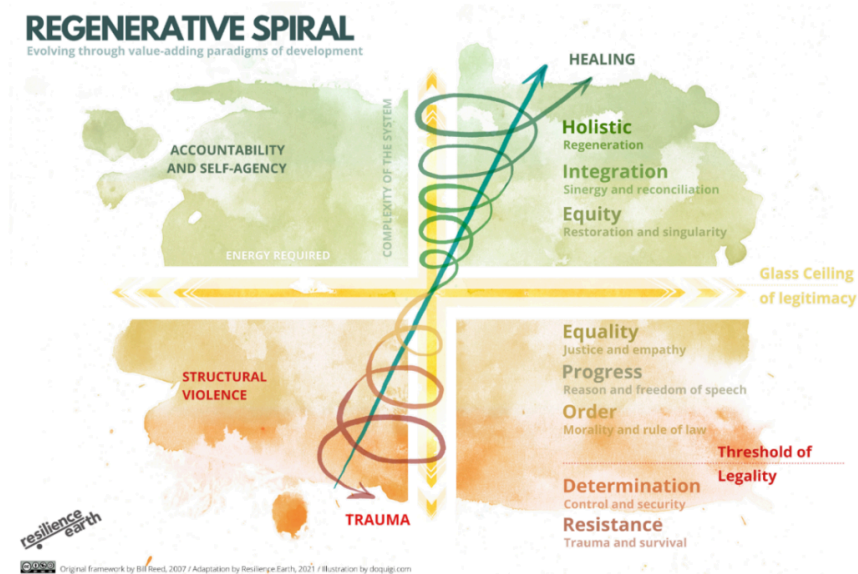 REGENERATIVE SPIRAL
Evolving through value-adding paradigms of development
HEALING
ACCOUNTABILITY
AND SELF-AGENCY
COMPLEXITY OF THE SYSTEM
ENERGY REQUIRED
Holistic
Regeneration
Integration
Sinergy and reconciliation
Equity
Restoration and singularity
Glass Ceiling
of legitimacy
Equality
Justice and empathy
Progress
Reason and freedom of speech
Order
Morality and rule of law
STRUCTURAL
VIOLENCE
Threshold of
Legality
Determination
Control and security
Resistance
Trauma and survival
TRAUMA
resilience
earth
Original framework by Bill Reed, 2007 / Adaptation by Resilience.Earth, 2021 / Illustration by doquigi.com